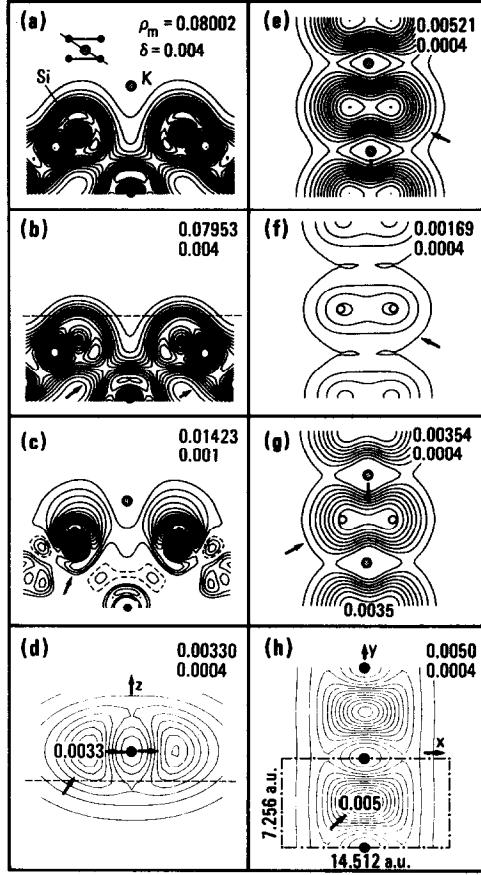 (a)
ρm = 0.08002
δ = 0.004
Si
K
(b)
0.07953
0.004
(c)
0.01423
0.001
(d)
0.00330
0.0004
z
0.0033
(e)
0.00521
0.0004
(f)
0.00169
0.0004
(g)
0.00354
0.0004
0.0035
(h)
0.0050
0.0004
y
x
0.005
7.256 a.u.
14.512 a.u.